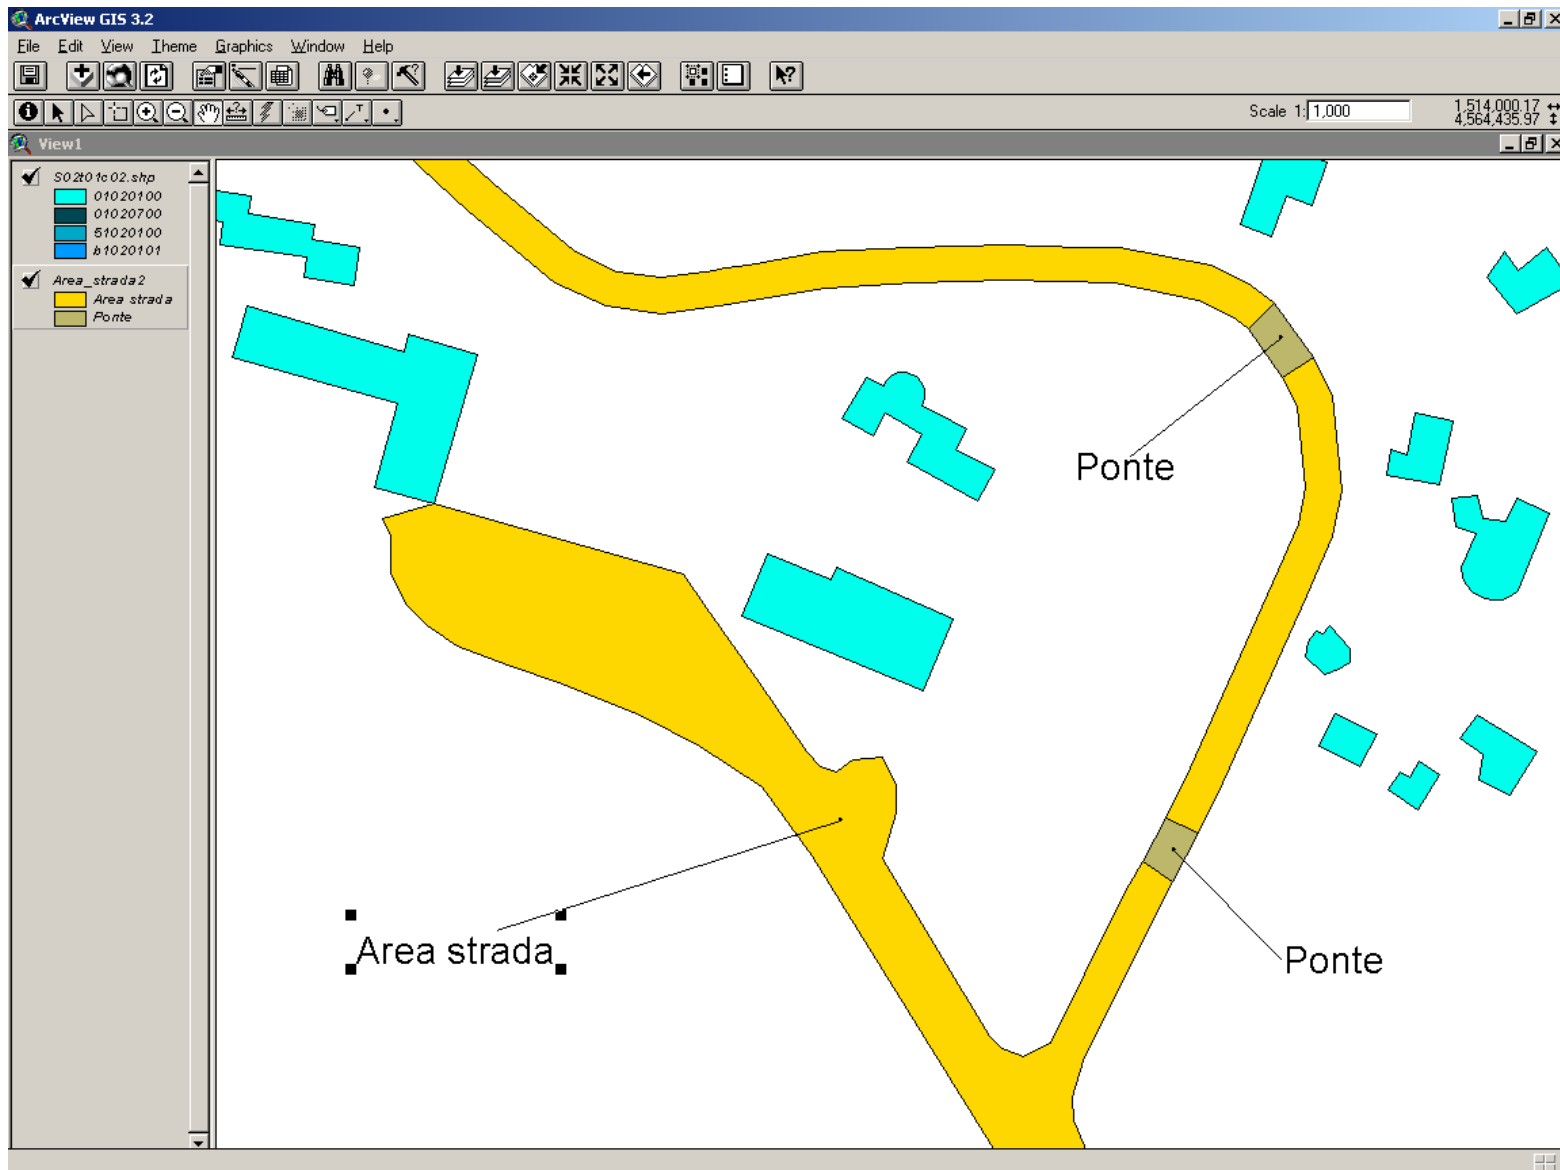 ArcView GIS 3.2
File Edit View Theme Graphics Window Help
Scale 1: 1,000
1,514,000.17
4,564,435.97
View1
S02t01c02.shp
01020100
01020700
51020100
b1020101
Area_strada2
Area strada
Ponte
Ponte
Area strada
Ponte